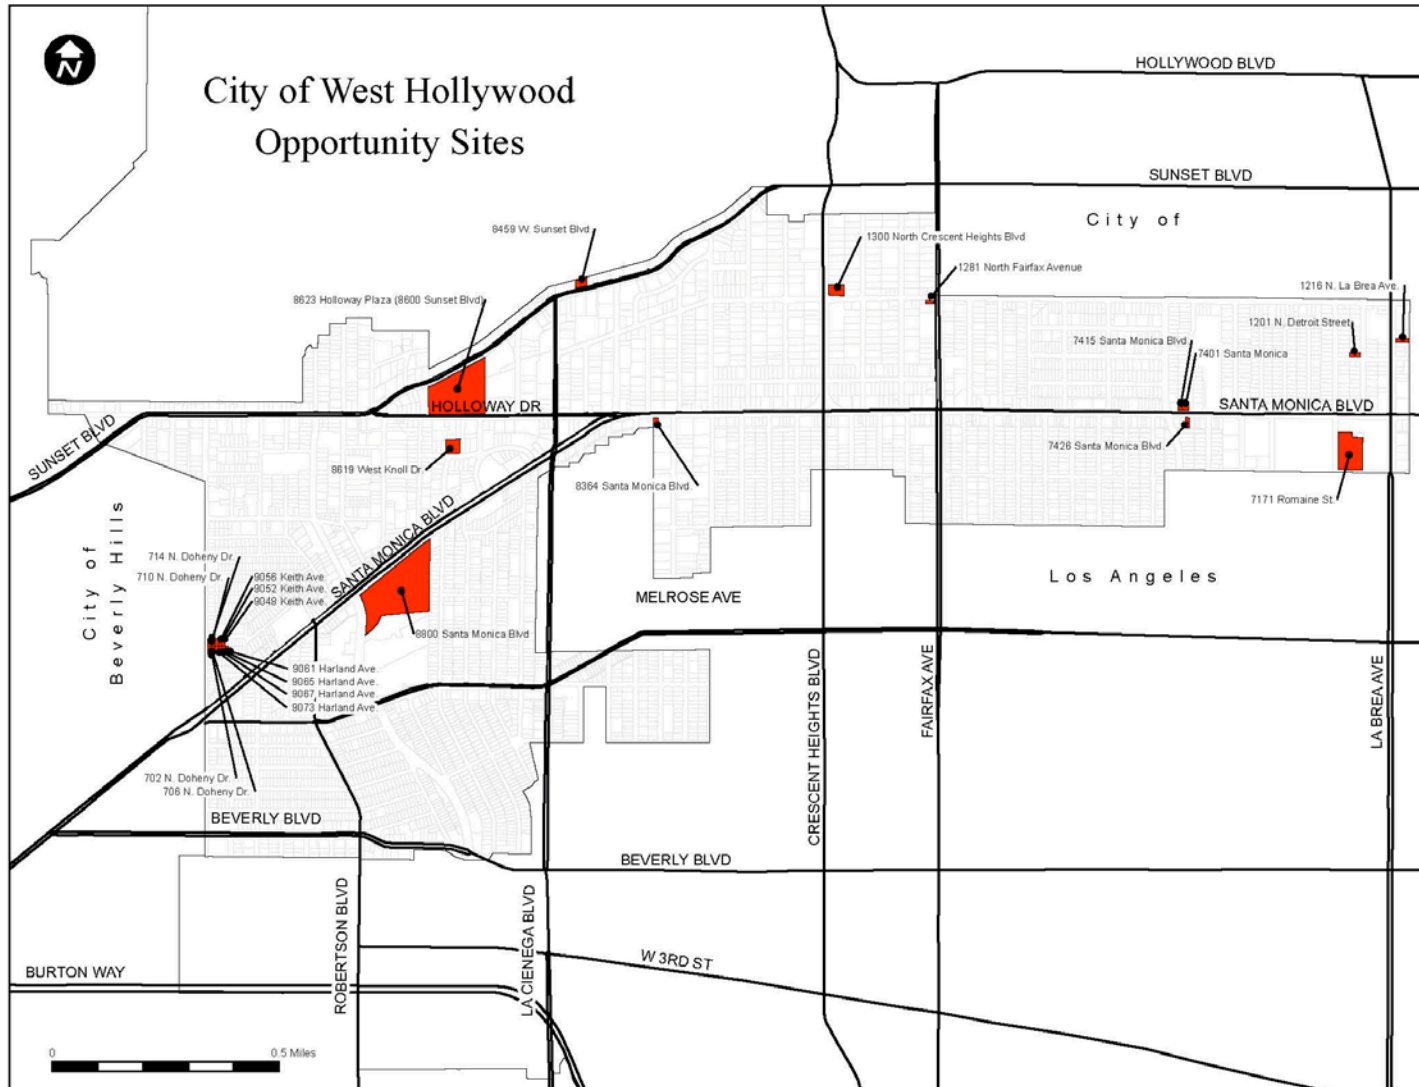 N
City of West Hollywood
Opportunity Sites
HOLLYWOOD BLVD
SUNSET BLVD
City of
8459 W. Sunset Blvd
1300 North Crescent Heights Blvd
1281 North Fairfax Avenue
1216 N. La Brea Ave.
8623 Holloway Plaza (8600 Sunset Blvd)
1201 N. Detroit Street
7415 Santa Monica Blvd.
7401 Santa Monica
HOLLOWAY DR
SANTA MONICA BLVD
SUNSET BLVD
7426 Santa Monica Blvd.
8619 West Knoll Dr.
8364 Santa Monica Blvd.
7171 Romaine St.
City of
Beverly Hills
SANTA MONICA BLVD
714 N. Doheny Dr.
710 N. Doheny Dr.
9056 Keith Ave.
9052 Keith Ave.
9048 Keith Ave.
Los Angeles
MELROSE AVE
8800 Santa Monica Blvd
9061 Harland Ave.
9065 Harland Ave.
9067 Harland Ave.
9073 Harland Ave.
CRESCENT HEIGHTS BLVD
FAIRFAX AVE
LA BREA AVE
702 N. Doheny Dr.
706 N. Doheny Dr.
BEVERLY BLVD
BEVERLY BLVD
ROBERTSON BLVD
LA CIENEGA BLVD
W 3RD ST
BURTON WAY
0
0.5 Miles